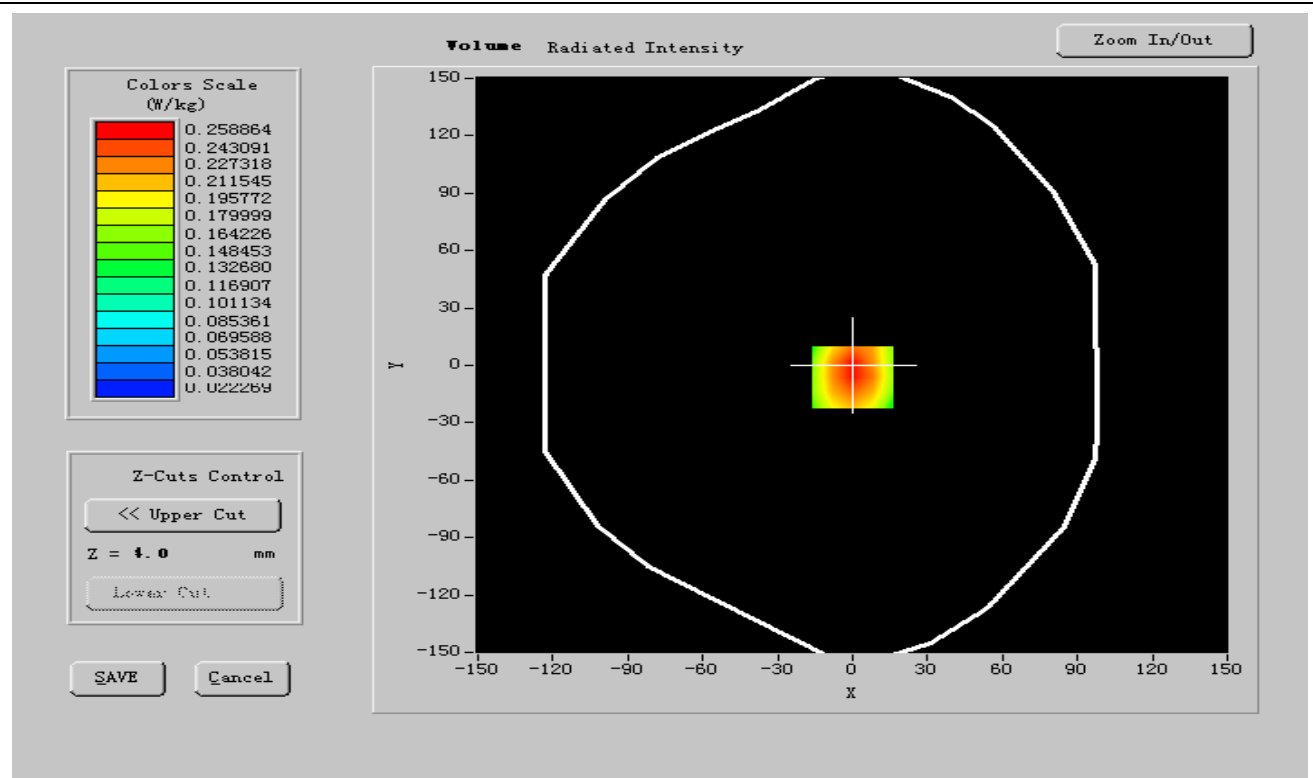 Volume Radiated Intensity
Zoom In/Out
Colors Scale
(W/kg)
0.258864
0.243091
0.227318
0.211545
0.195772
0.179999
0.164226
0.148453
0.132680
0.116907
0.101134
0.085361
0.069588
0.053815
0.038042
0.022269
Z-Cuts Control
<< Upper Cut
Z = 4.0 mm
Lower Cut
SAVE
Cancel
150
120
90
60
30
0
-30
-60
-90
-120
-150
Y
-150 -120 -90 -60 -30 0 30 60 90 120 150
X